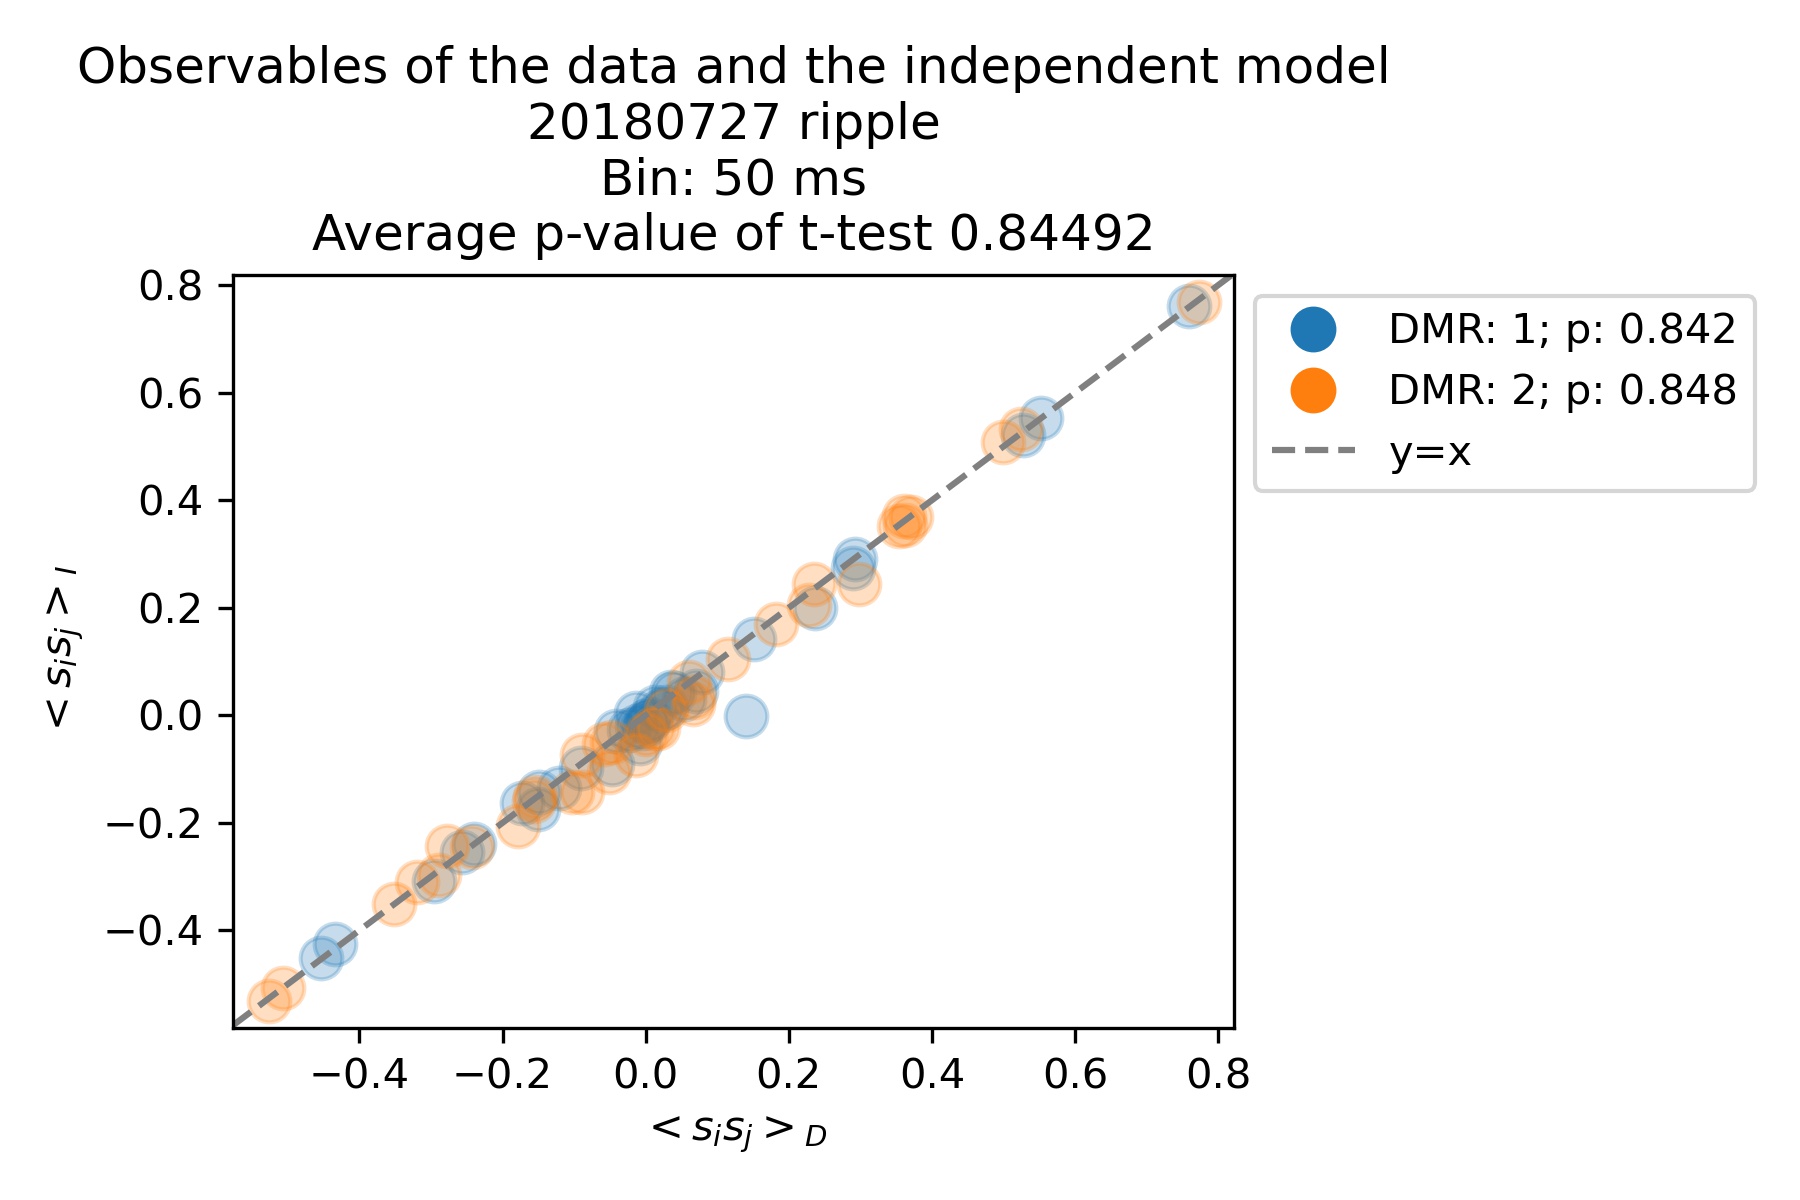 Observables of the data and the independent model
20180727 ripple
Bin: 50 ms
Average p-value of t-test 0.84492
0.8
0.6
0.4
0.2
0.0
−0.2
−0.4
< s_i s_j >_I
−0.4 −0.2 0.0 0.2 0.4 0.6 0.8
< s_i s_j >_D
DMR: 1; p: 0.842
DMR: 2; p: 0.848
y=x